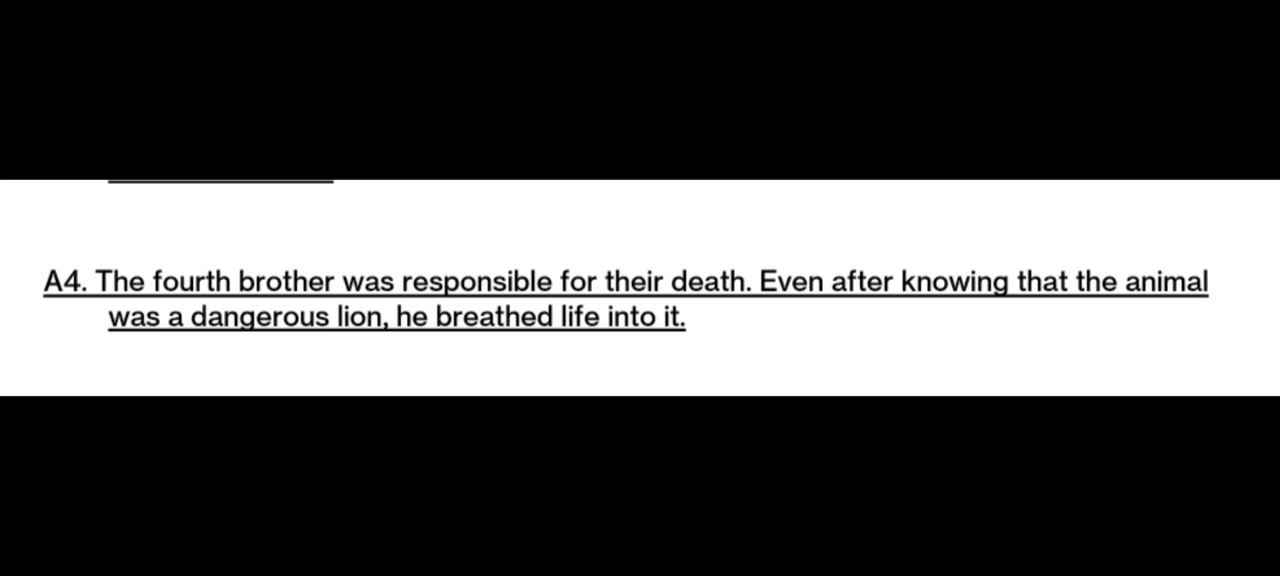 A4. The fourth brother was responsible for their death. Even after knowing that the animal
was a dangerous lion, he breathed life into it.